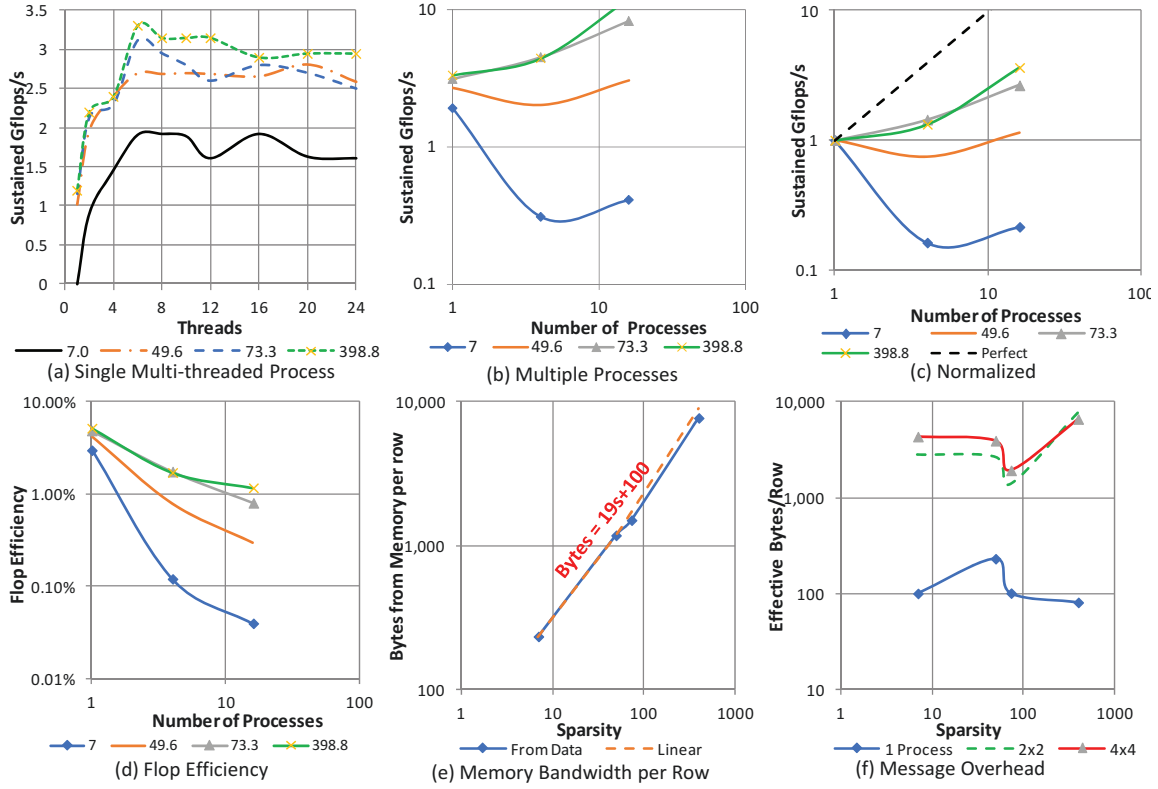 Sustained Gflops/s
4
3.5
3
2.5
2
1.5
1
0.5
0
0 4 8 12 16 20 24
Threads
7.0 49.6 73.3 398.8
(a) Single Multi-threaded Process
Sustained Gflops/s
10
1
0.1
1 10 100
Number of Processes
7 49.6 73.3 398.8
(b) Multiple Processes
Sustained Gflops/s
10
1
0.1
1 10 100
Number of Processes
7 49.6 73.3
398.8 Perfect
(c) Normalized
Flop Efficiency
10.00%
1.00%
0.10%
0.01%
1 10 100
Number of Processes
7 49.6 73.3 398.8
(d) Flop Efficiency
Bytes from Memory per row
10,000
1,000
100
Bytes = 19s+100
1 10 100 1000
Sparsity
From Data Linear
(e) Memory Bandwidth per Row
Effective Bytes/Row
10,000
1,000
100
10
1 10 100 1000
Sparsity
1 Process 2x2 4x4
(f) Message Overhead